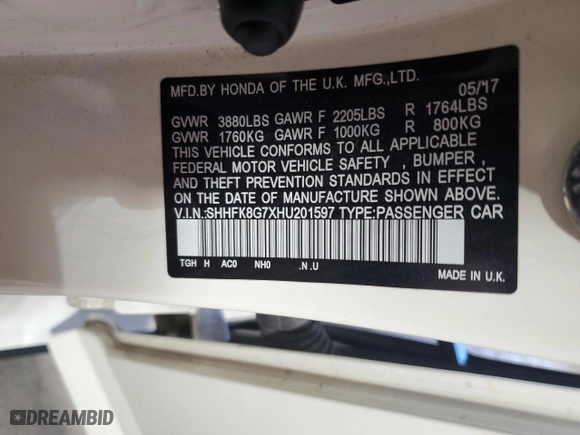 MFD.BY HONDA OF THE U.K. MFG.,LTD. 05/'17
GVWR 3880LBS GAWR F 2205LBS R 1764LBS
GVWR 1760KG GAWR F 1000KG R 800KG
THIS VEHICLE CONFORMS TO ALL APPLICABLE
FEDERAL MOTOR VEHICLE SAFETY , BUMPER ,
& THEFT PREVENTION STANDARDS IN EFFECT
ON THE DATE OF MANUFACTURE SHOWN ABOVE.
V.I.N.:SHHFK8G7XHU201597 TYPE:PASSENGER CAR
TGH H AC0 NH0 .N .U
MADE IN U.K.
DREAMBID